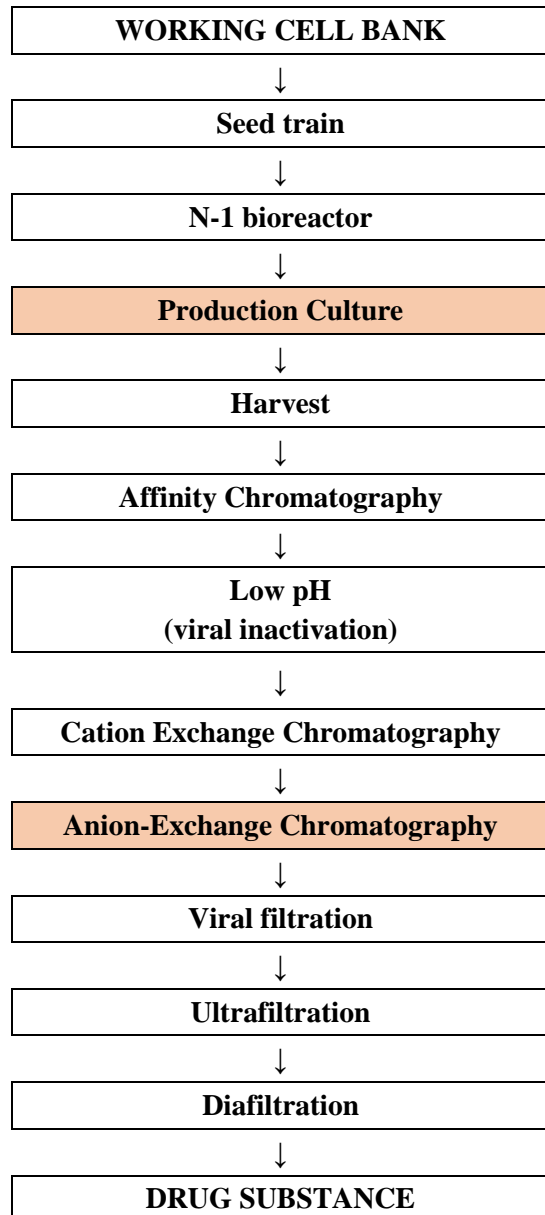 WORKING CELL BANK
↓
Seed train
↓
N-1 bioreactor
↓
Production Culture
↓
Harvest
↓
Affinity Chromatography
↓
Low pH
(viral inactivation)
↓
Cation Exchange Chromatography
↓
Anion-Exchange Chromatography
↓
Viral filtration
↓
Ultrafiltration
↓
Diafiltration
↓
DRUG SUBSTANCE